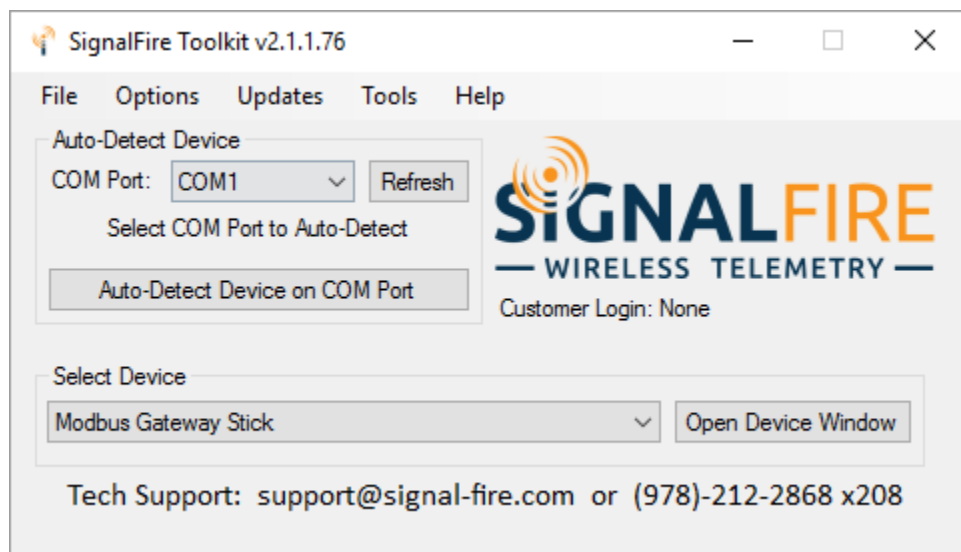 SignalFire Toolkit v2.1.1.76
File Options Updates Tools Help
Auto-Detect Device
COM Port: COM1 Refresh
Select COM Port to Auto-Detect
Auto-Detect Device on COM Port
SIGNALFIRE
WIRELESS TELEMETRY
Customer Login: None
Select Device
Modbus Gateway Stick Open Device Window
Tech Support: support@signal-fire.com or (978)-212-2868 x208